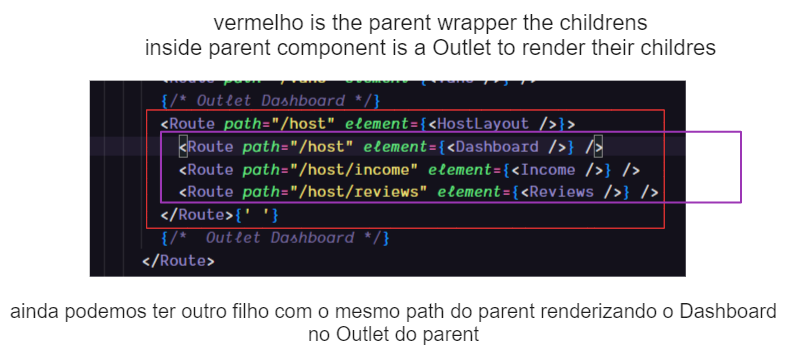 vermelho is the parent wrapper the childrens
inside parent component is a Outlet to render their childres
{/* Outlet Dashboard */}
<Route path="/host" element={<HostLayout />}>
<Route path="/host" element={<Dashboard />} />
<Route path="/host/income" element={<Income />} />
<Route path="/host/reviews" element={<Reviews />} />
</Route>{' '}
{/*  Outlet Dashboard */}
</Route>
ainda podemos ter outro filho com o mesmo path do parent renderizando o Dashboard
no Outlet do parent